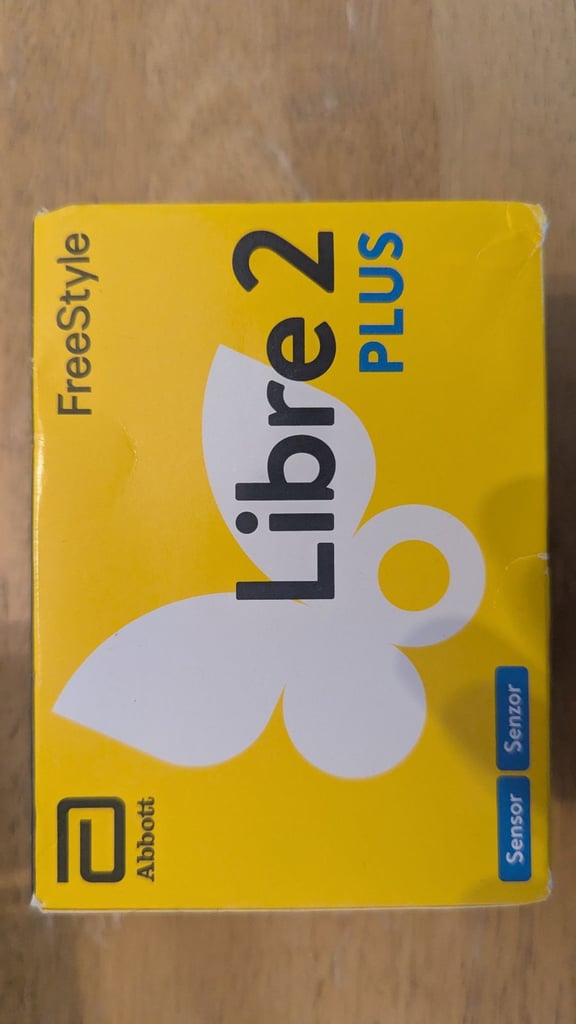 Abbott
FreeStyle
Libre 2
PLUS
Sensor
Senzor